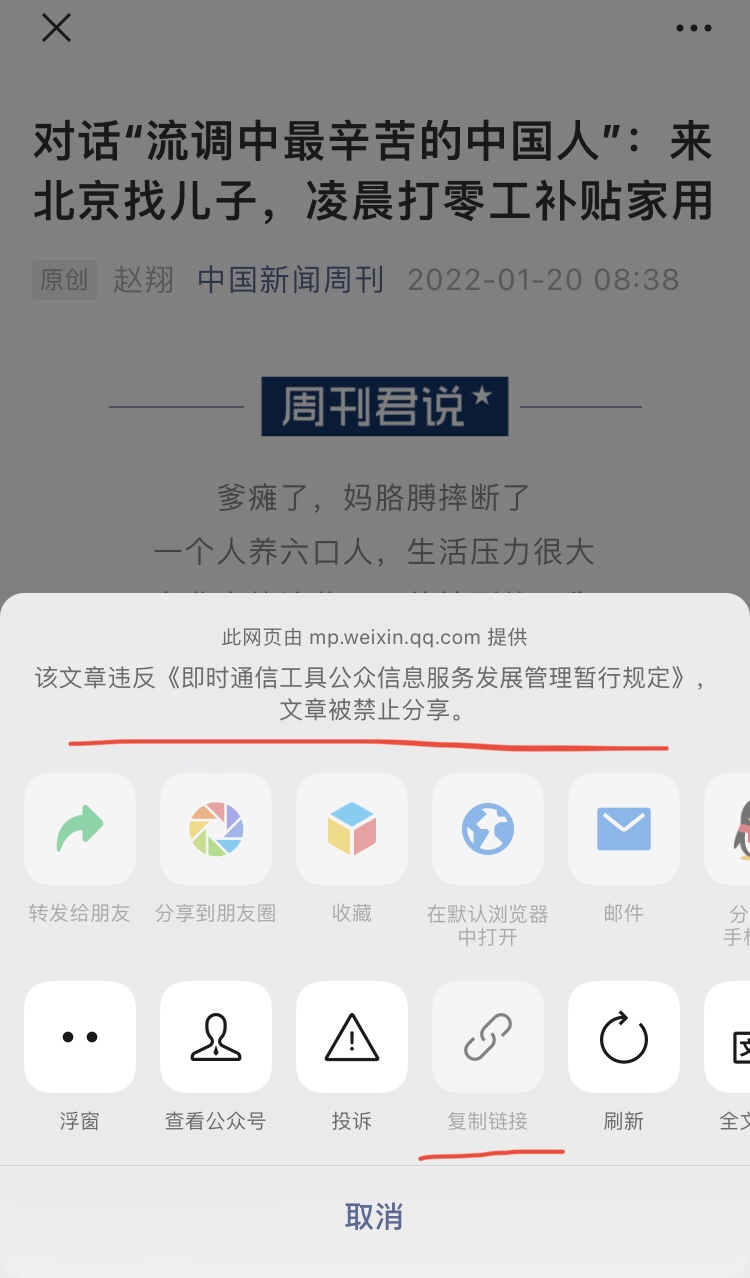 对话“流调中最辛苦的中国人”：来
北京找儿子，凌晨打零工补贴家用
原创 赵翔 中国新闻周刊 2022-01-20 08:38
周刊君说
爹瘫了，妈胳膊摔断了
一个人养六口人，生活压力很大
此网页由 mp.weixin.qq.com 提供
该文章违反《即时通信工具公众信息服务发展管理暂行规定》，
文章被禁止分享。
转发给朋友 分享到朋友圈 收藏 在默认浏览器 邮件 分
中打开 手机
浮窗 查看公众号 投诉 复制链接 刷新 全文
取消